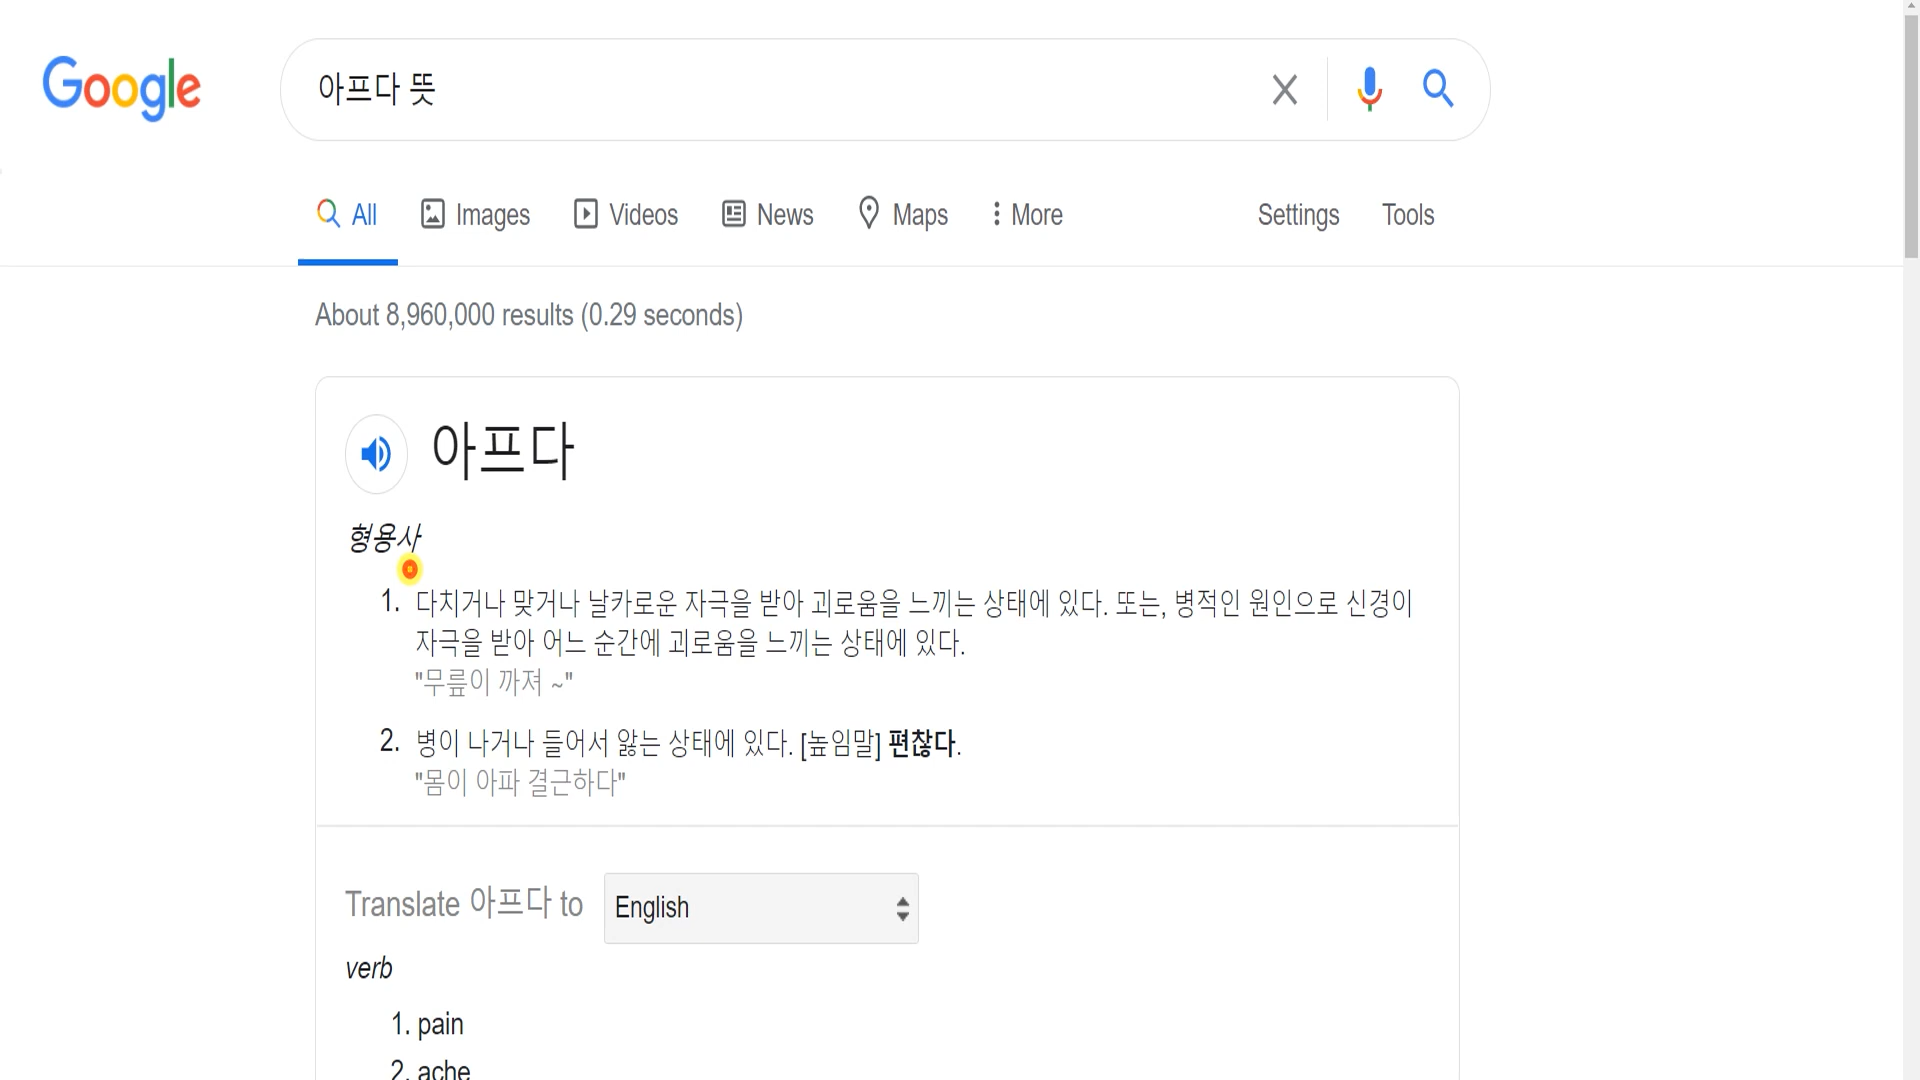 Google
아프다 뜻
All Images Videos News Maps More Settings Tools
About 8,960,000 results (0.29 seconds)
아프다
형용사
1. 다치거나 맞거나 날카로운 자극을 받아 괴로움을 느끼는 상태에 있다. 또는, 병적인 원인으로 신경이
자극을 받아 어느 순간에 괴로움을 느끼는 상태에 있다.
"무릎이 까져 ~"
2. 병이 나거나 들어서 앓는 상태에 있다. [높임말] 편찮다.
"몸이 아파 결근하다"
Translate 아프다 to English
verb
1. pain
2. ache